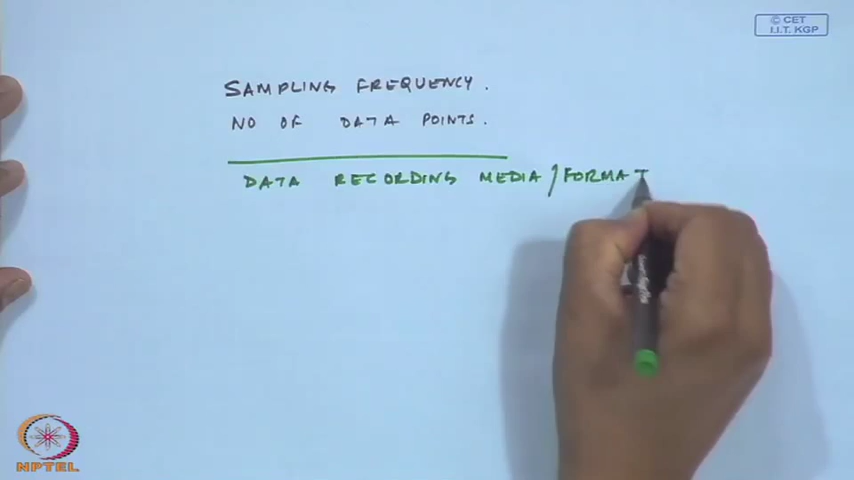 © CET
I.I.T. KGP
SAMPLING FREQUENCY.
NO OF DATA POINTS.
DATA RECORDING MEDIA/FORMAT
NPTEL